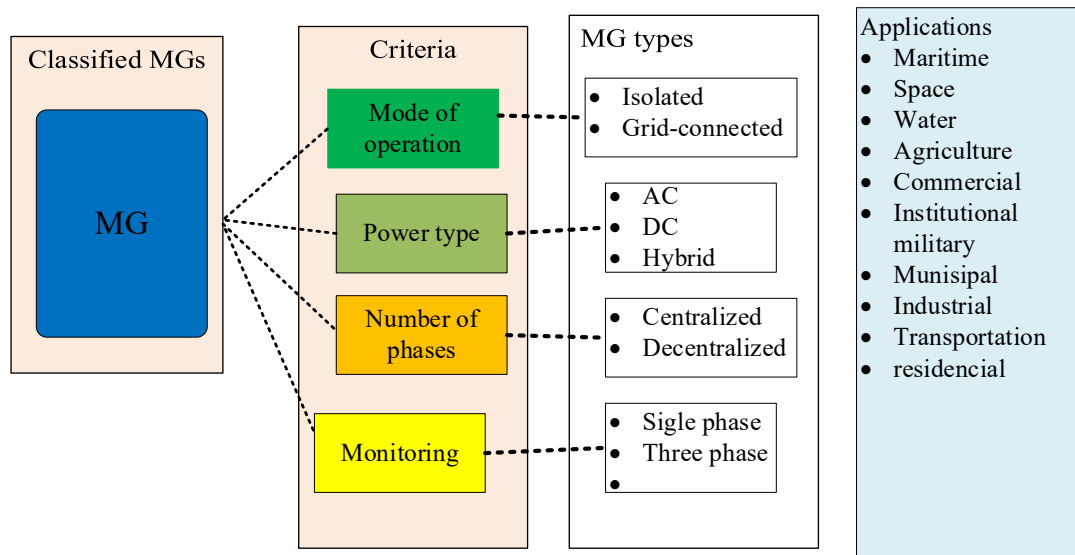 Classified MGs
MG
Criteria
Mode of
operation
Power type
Number of
phases
Monitoring
MG types
• Isolated
• Grid-connected
• AC
• DC
• Hybrid
• Centralized
• Decentralized
• Sigle phase
• Three phase
•
Applications
• Maritime
• Space
• Water
• Agriculture
• Commercial
• Institutional
military
• Munisipal
• Industrial
• Transportation
• residencial